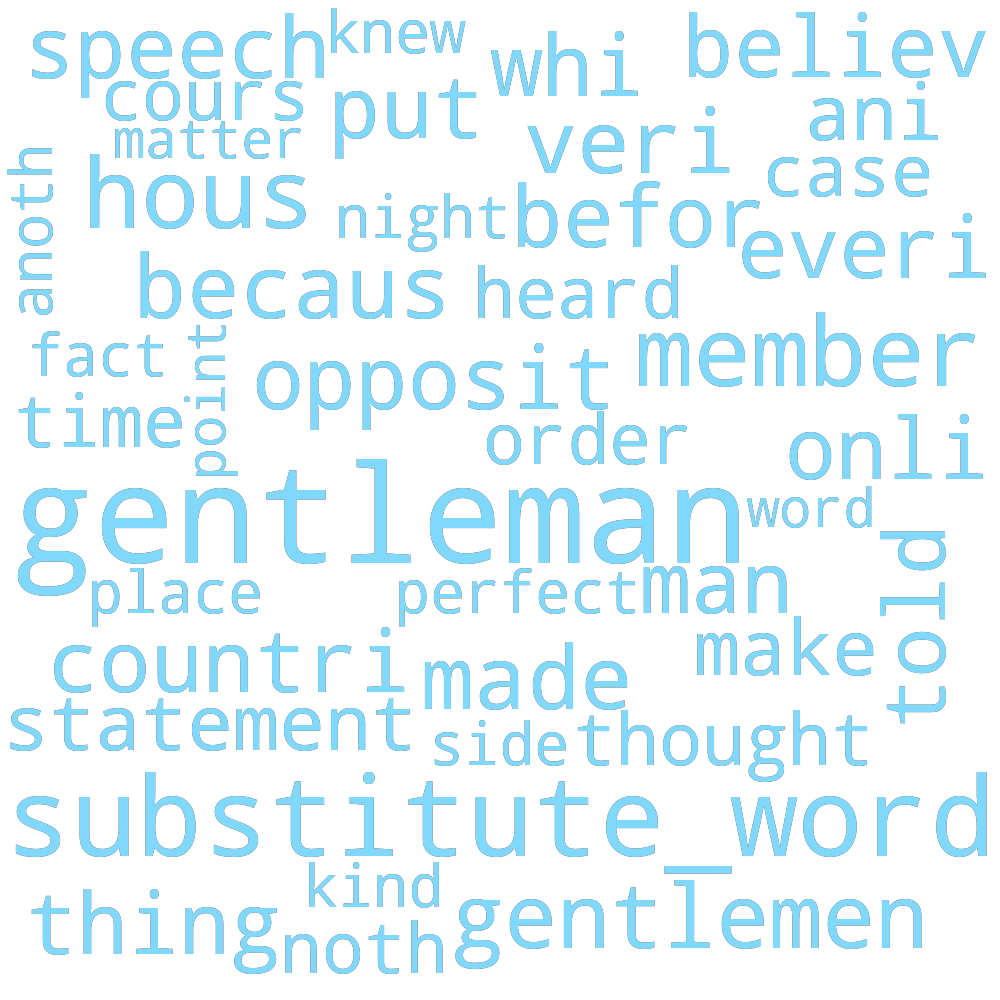 speech
knew
whi
believ
cours
put
ani
matter
veri
case
anoth
hous
night
befor
everi
becaus
heard
fact
point
opposit
member
time
order
onli
gentleman
word
told
place
perfect
man
countri
made
make
statement
side
thought
substitute_word
kind
thing
noth
gentlemen